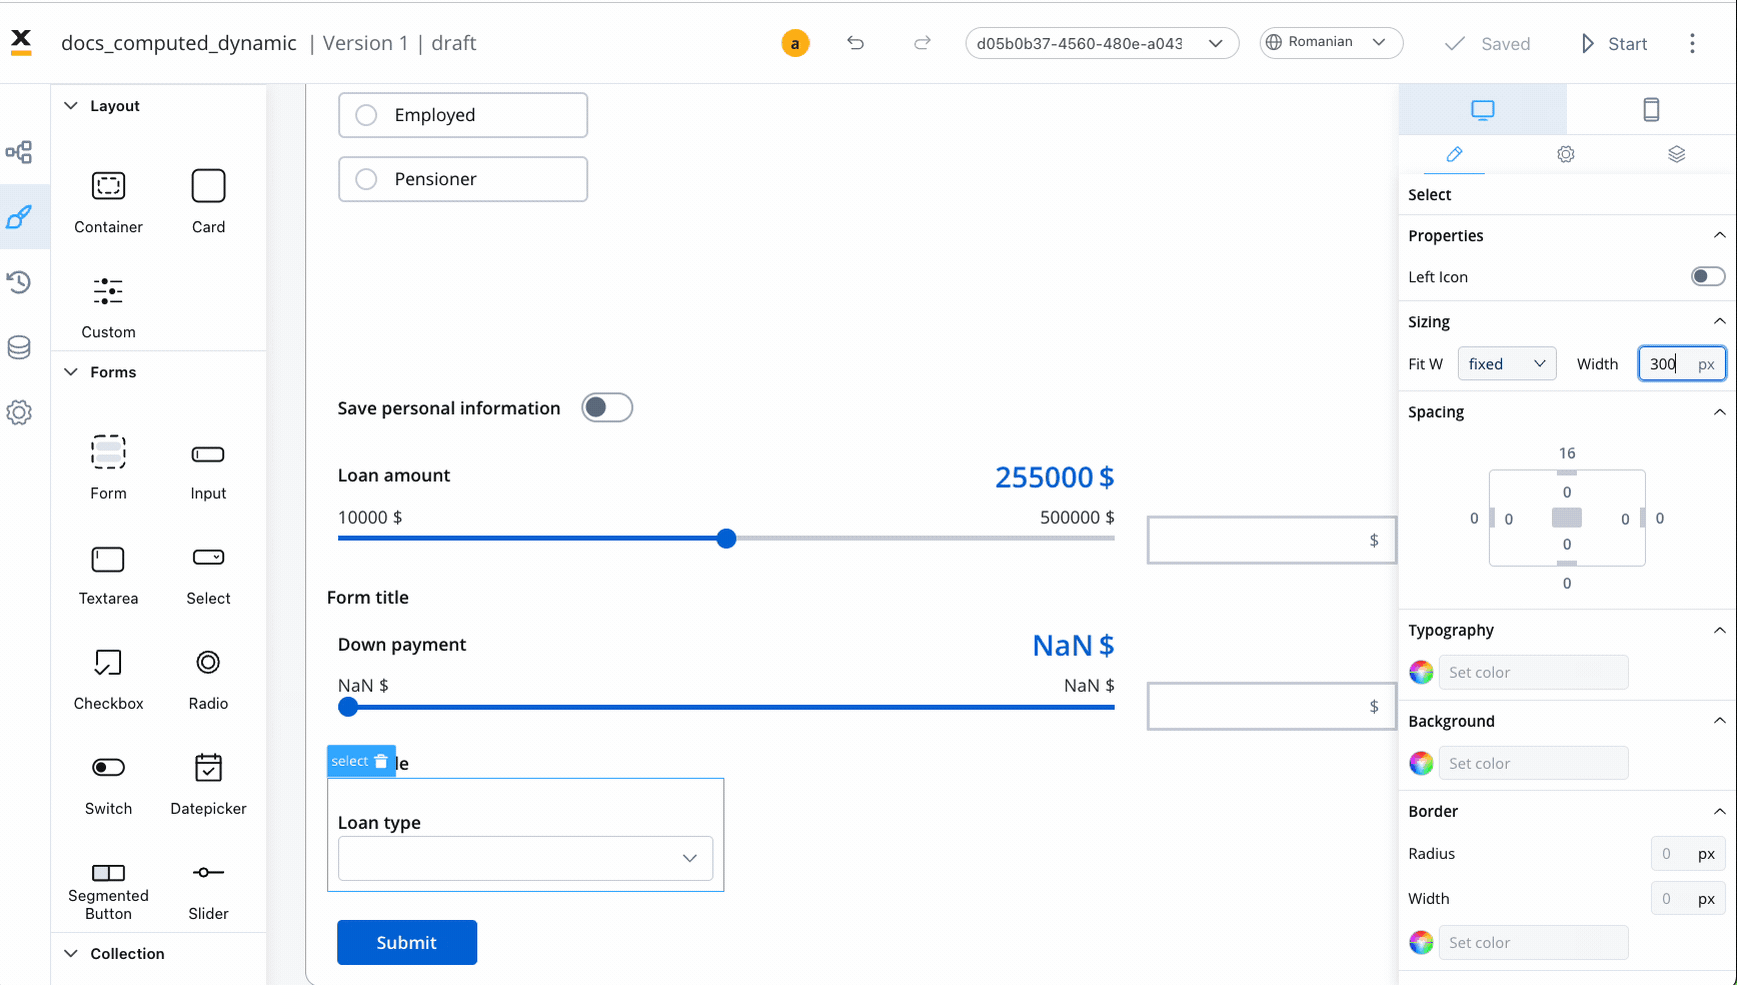 docs_computed_dynamic | Version 1 | draft
a
d05b0b37-4560-480e-a043
Romanian
Saved
Start
Layout
Container
Card
Custom
Forms
Form
Input
Textarea
Select
Checkbox
Radio
Switch
Datepicker
Segmented
Button
Slider
Collection
Employed
Pensioner
Save personal information
Loan amount
255000 $
10000 $
500000 $
$
Form title
Down payment
NaN $
NaN $
NaN $
$
select
le
Loan type
Submit
Select
Properties
Left Icon
Sizing
Fit W
fixed
Width
300 px
Spacing
16
0
0 0 0 0
0
0
Typography
Set color
Background
Set color
Border
Radius
0 px
Width
0 px
Set color